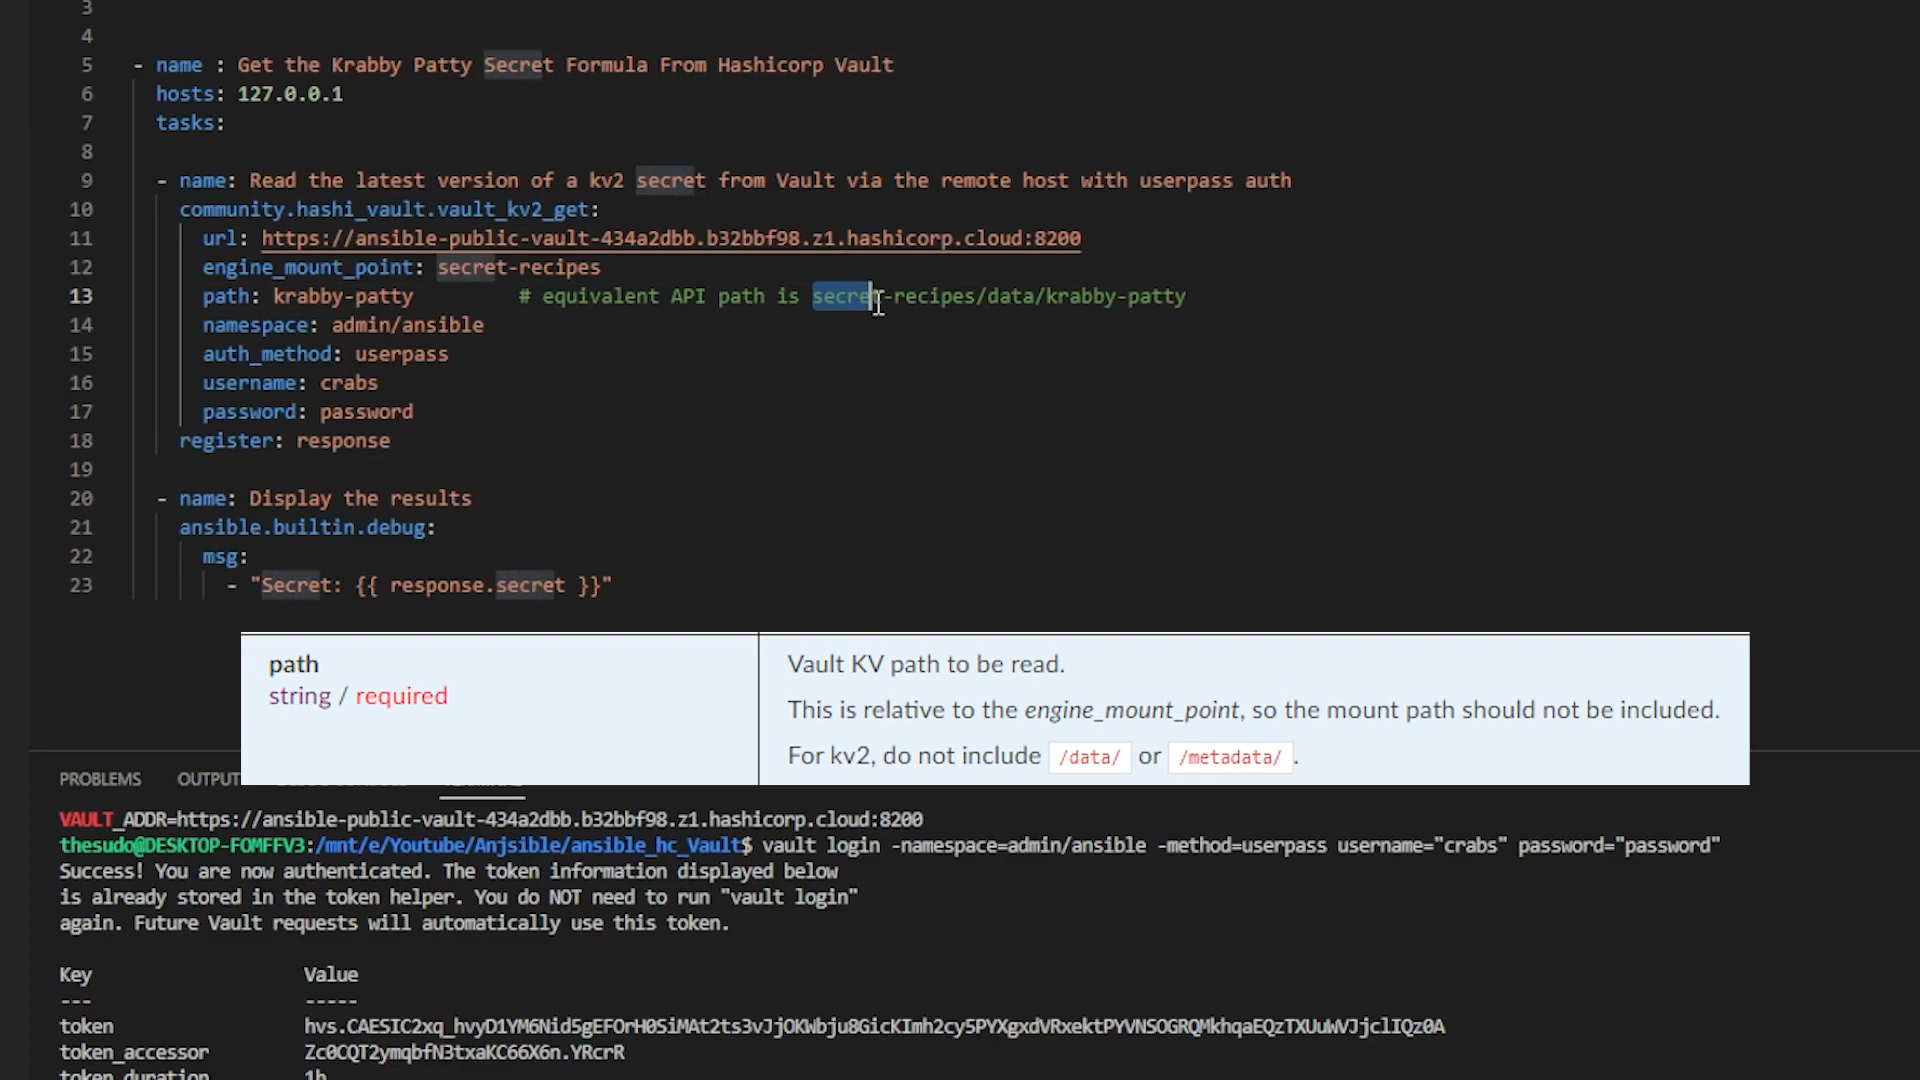 3
4
5 - name : Get the Krabby Patty Secret Formula From Hashicorp Vault
6 hosts: 127.0.0.1
7 tasks:
8
9 - name: Read the latest version of a kv2 secret from Vault via the remote host with userpass auth
10 community.hashi_vault.vault_kv2_get:
11 url: https://ansible-public-vault-434a2dbb.b32bbf98.z1.hashicorp.cloud:8200
12 engine_mount_point: secret-recipes
13 path: krabby-patty # equivalent API path is secret-recipes/data/krabby-patty
14 namespace: admin/ansible
15 auth_method: userpass
16 username: crabs
17 password: password
18 register: response
19
20 - name: Display the results
21 ansible.builtin.debug:
22 msg:
23 - "Secret: {{ response.secret }}"
path
string / required
Vault KV path to be read.
This is relative to the engine_mount_point, so the mount path should not be included.
For kv2, do not include /data/ or /metadata/.
PROBLEMS OUTPUT
VAULT_ADDR=https://ansible-public-vault-434a2dbb.b32bbf98.z1.hashicorp.cloud:8200
thesudo@DESKTOP-FOMFFV3:/mnt/e/Youtube/Anjsible/ansible_hc_Vault$ vault login -namespace=admin/ansible -method=userpass username="crabs" password="password"
Success! You are now authenticated. The token information displayed below
is already stored in the token helper. You do NOT need to run "vault login"
again. Future Vault requests will automatically use this token.
Key Value
--- -----
token hvs.CAESIC2xq_hvyD1YM6Nid5gEFOrH0SiMAt2ts3vJjOKWbju8GicKImh2cy5PYXgxdVRxektPYVNSOGRQMkhqaEQzTXUuWVJjclIQz0A
token_accessor Zc0CQT2ymqbfN3txaKC66X6n.YRcrR
token_duration 1h